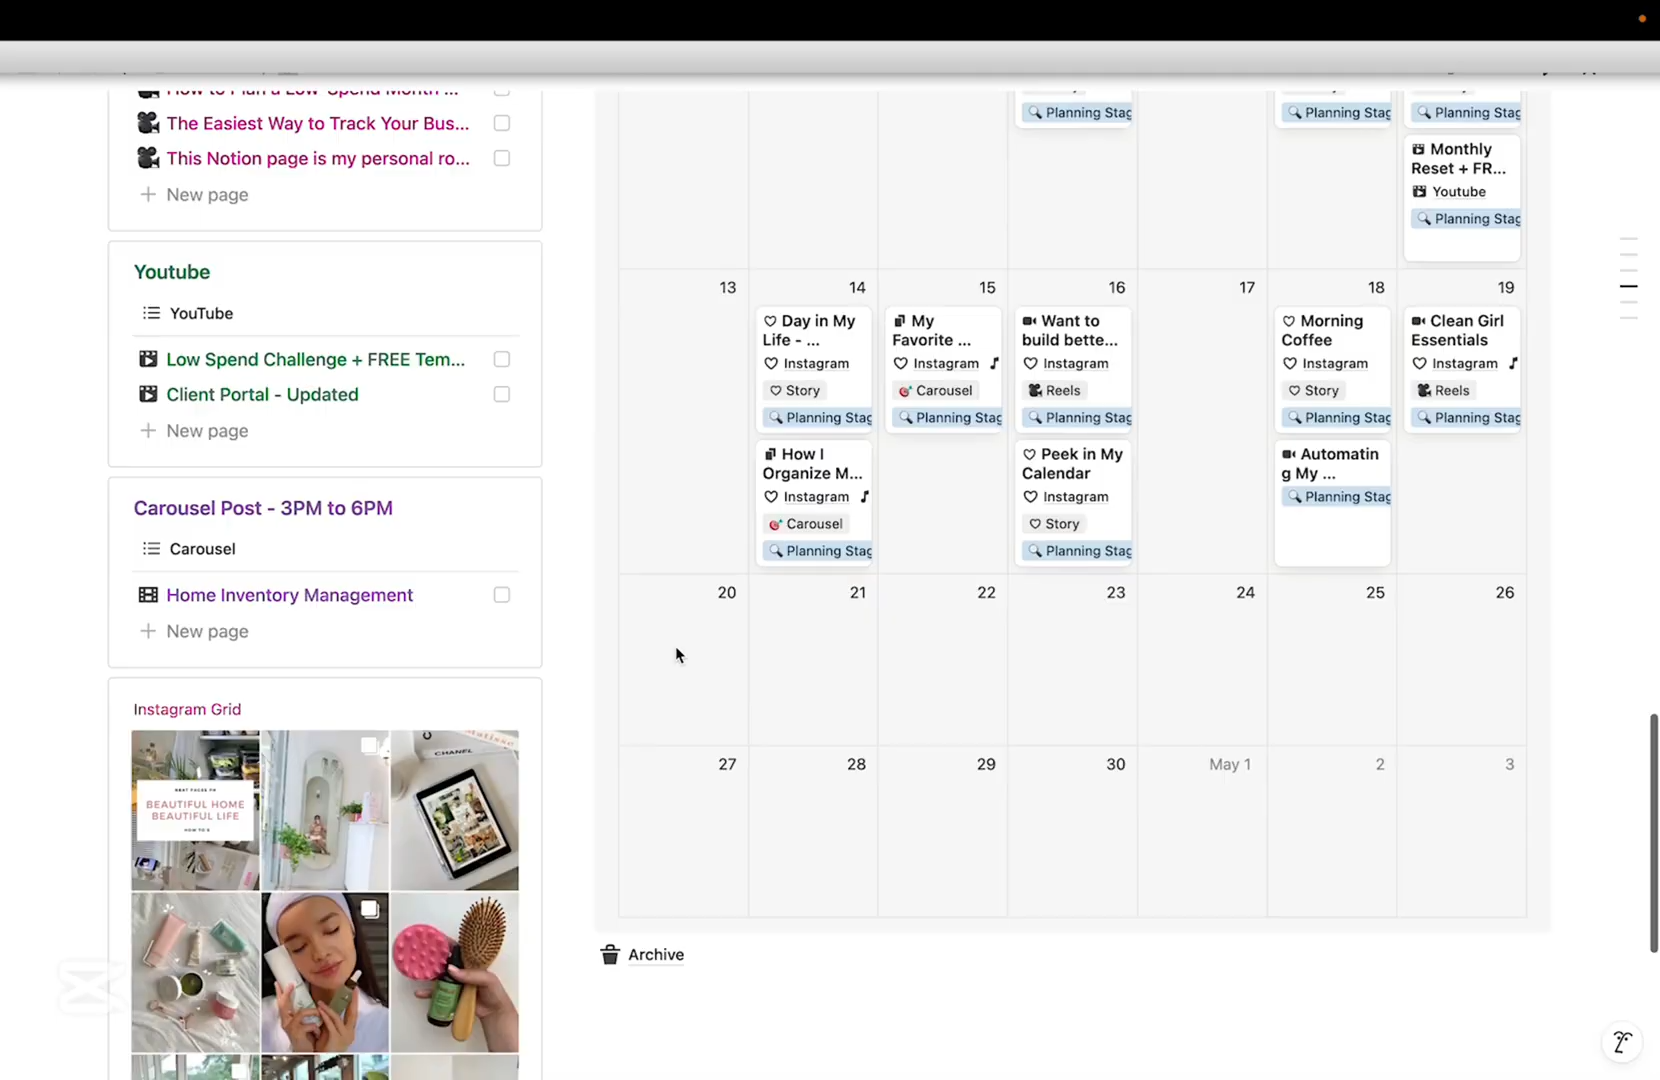 How to Plan a Low-Spend Month ...
The Easiest Way to Track Your Bus...
This Notion page is my personal ro...
New page
Youtube
YouTube
Low Spend Challenge + FREE Tem...
Client Portal - Updated
New page
Carousel Post - 3PM to 6PM
Carousel
Home Inventory Management
New page
Instagram Grid
BEAUTIFUL HOME
BEAUTIFUL LIFE
CHANEL
Matisse
Planning Stag
Planning Stag
Planning Stag
Monthly
Reset + FR...
Youtube
Planning Stag
13
14
15
16
17
18
19
Day in My
Life - ...
Instagram
Story
Planning Stag
How I
Organize M...
Instagram
Carousel
Planning Stag
My
Favorite ...
Instagram
Carousel
Planning Stag
Want to
build bette...
Instagram
Reels
Planning Stag
Peek in My
Calendar
Instagram
Story
Planning Stag
Morning
Coffee
Instagram
Story
Planning Stag
Automatin
g My ...
Planning Stag
Clean Girl
Essentials
Instagram
Reels
Planning Stag
20
21
22
23
24
25
26
27
28
29
30
May 1
2
3
Archive